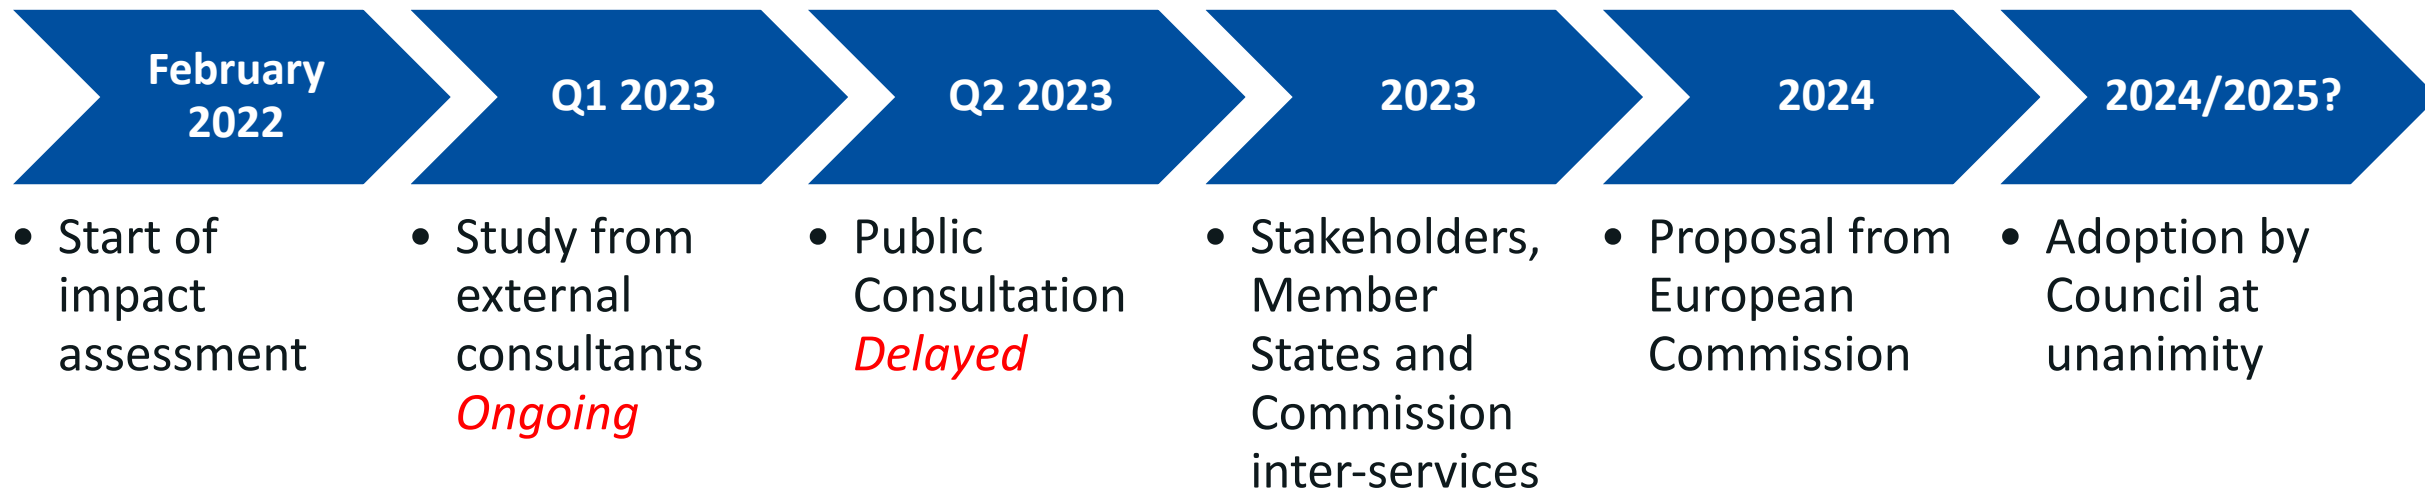 February
2022
Q1 2023
Q2 2023
2023
2024
2024/2025?
• Start of
impact
assessment
• Study from
external
consultants
Ongoing
• Public
Consultation
Delayed
• Stakeholders,
Member
States and
Commission
inter-services
• Proposal from
European
Commission
• Adoption by
Council at
unanimity